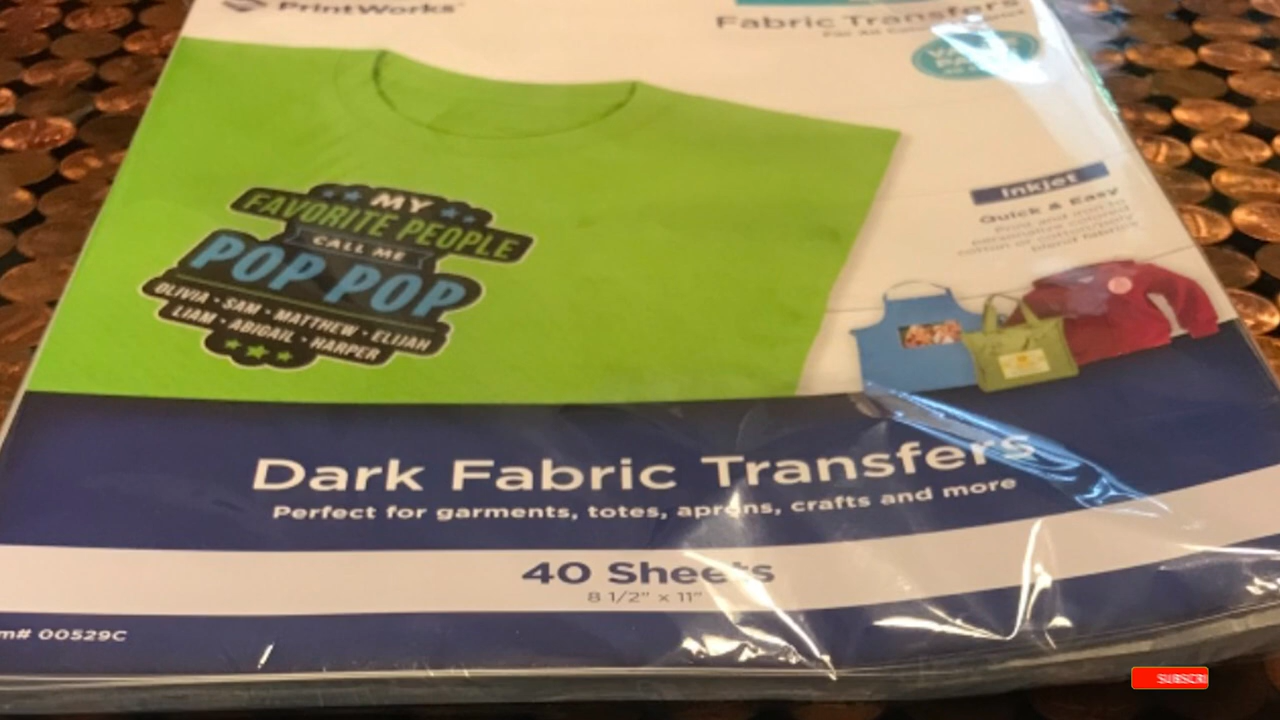 PrintWorks
Fabric Transfers
Inkjet
Quick & Easy
MY
FAVORITE PEOPLE
CALL ME
POP POP
OLIVIA • SAM • MATTHEW • ELIJAH
LIAM • ABIGAIL • HARPER
Dark Fabric Transfers
Perfect for garments, totes, aprons, crafts and more
40 Sheets
8 1/2" x 11"
m# 00529C
SUBSCRI